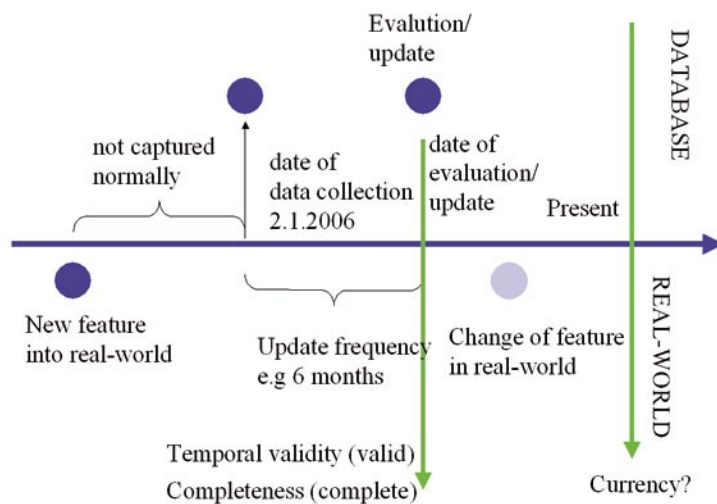 Evalution/
update
DATABASE
not captured
normally
date of
data collection
2.1.2006
date of
evaluation/
update
Present
New feature
into real-world
Update frequency
e.g 6 months
Change of feature
in real-world
REAL-WORLD
Temporal validity (valid)
Completeness (complete)
Currency?